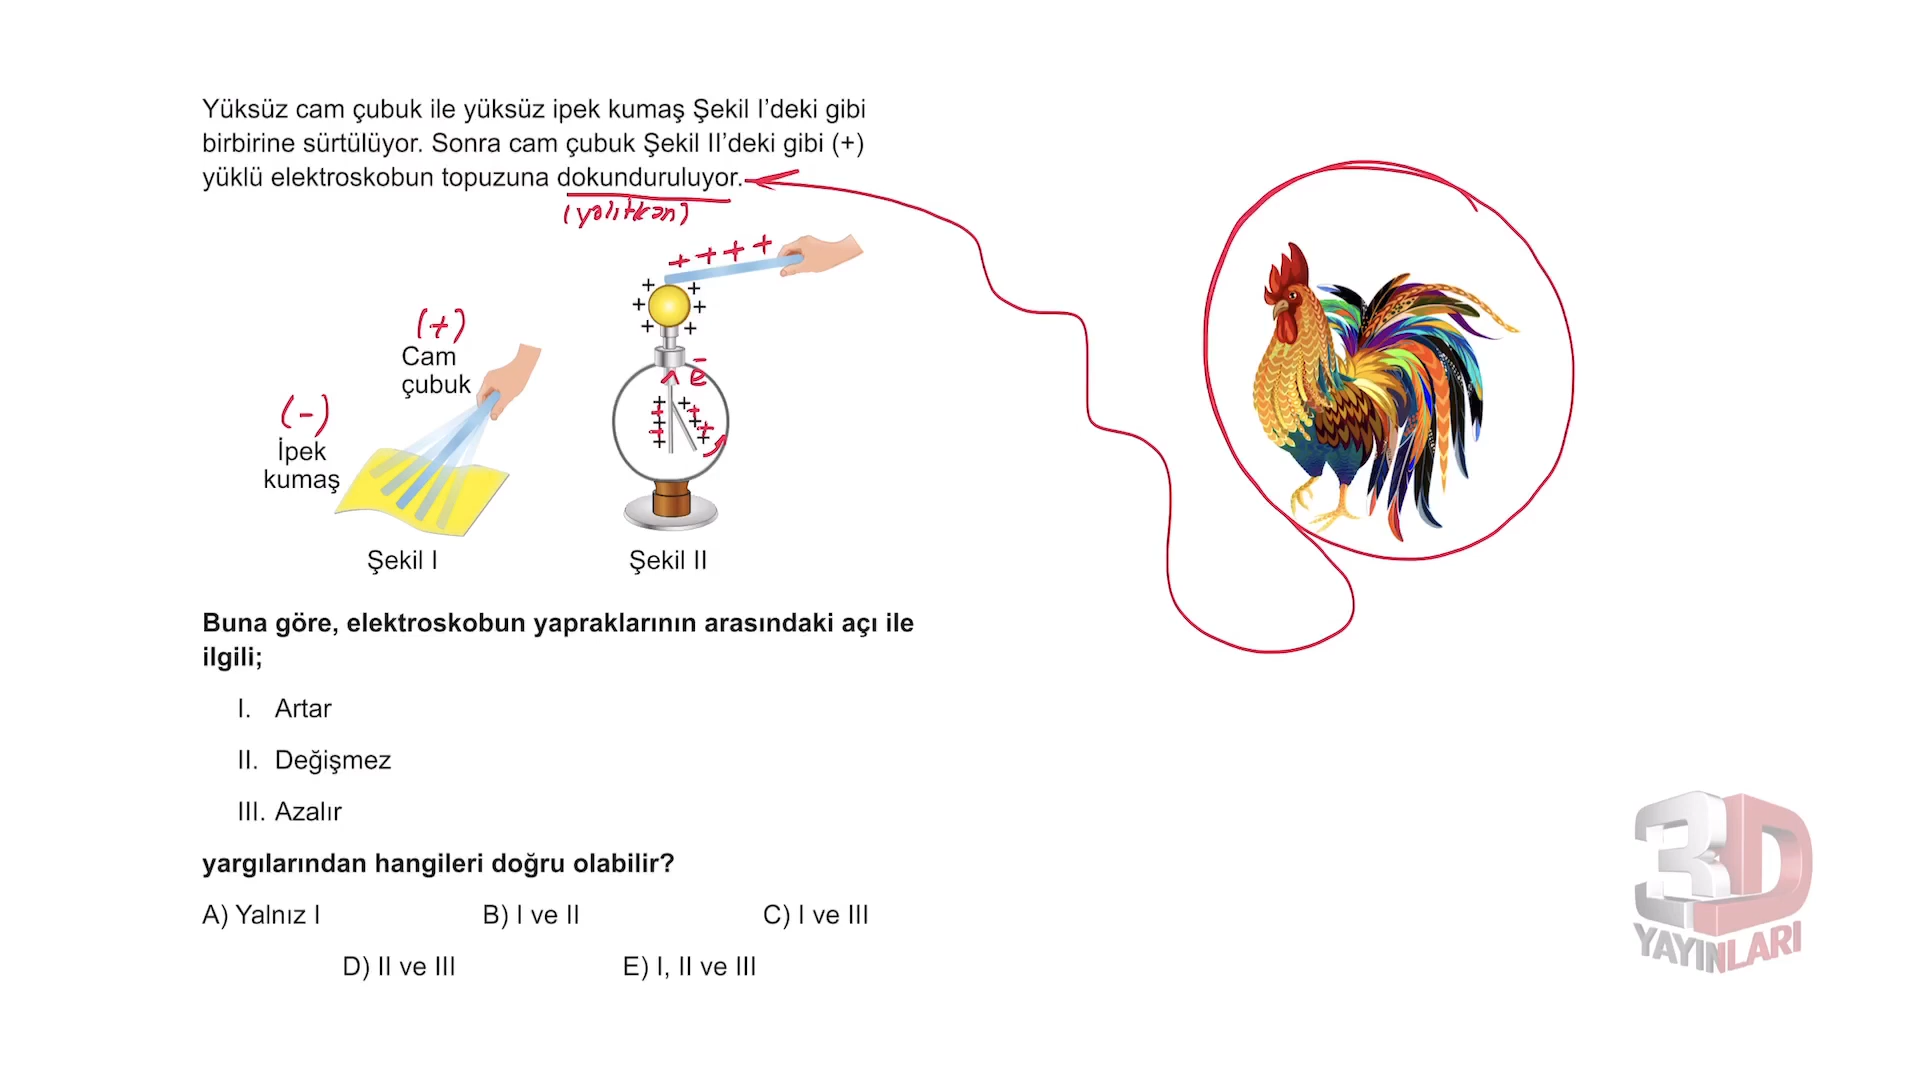 Yüksüz cam çubuk ile yüksüz ipek kumaş Şekil I’deki gibi
birbirine sürtülüyor. Sonra cam çubuk Şekil II’deki gibi (+)
yüklü elektroskobun topuzuna dokunduruluyor.
(yalıtkan)
+ + + +
+ +
+ +
+ +
(+)
Cam
çubuk
(-)
İpek
kumaş
e
Şekil I
Şekil II
Buna göre, elektroskobun yapraklarının arasındaki açı ile
ilgili;
I. Artar
II. Değişmez
III. Azalır
yargılarından hangileri doğru olabilir?
A) Yalnız I B) I ve II C) I ve III
D) II ve III E) I, II ve III
3D
YAYINLARI